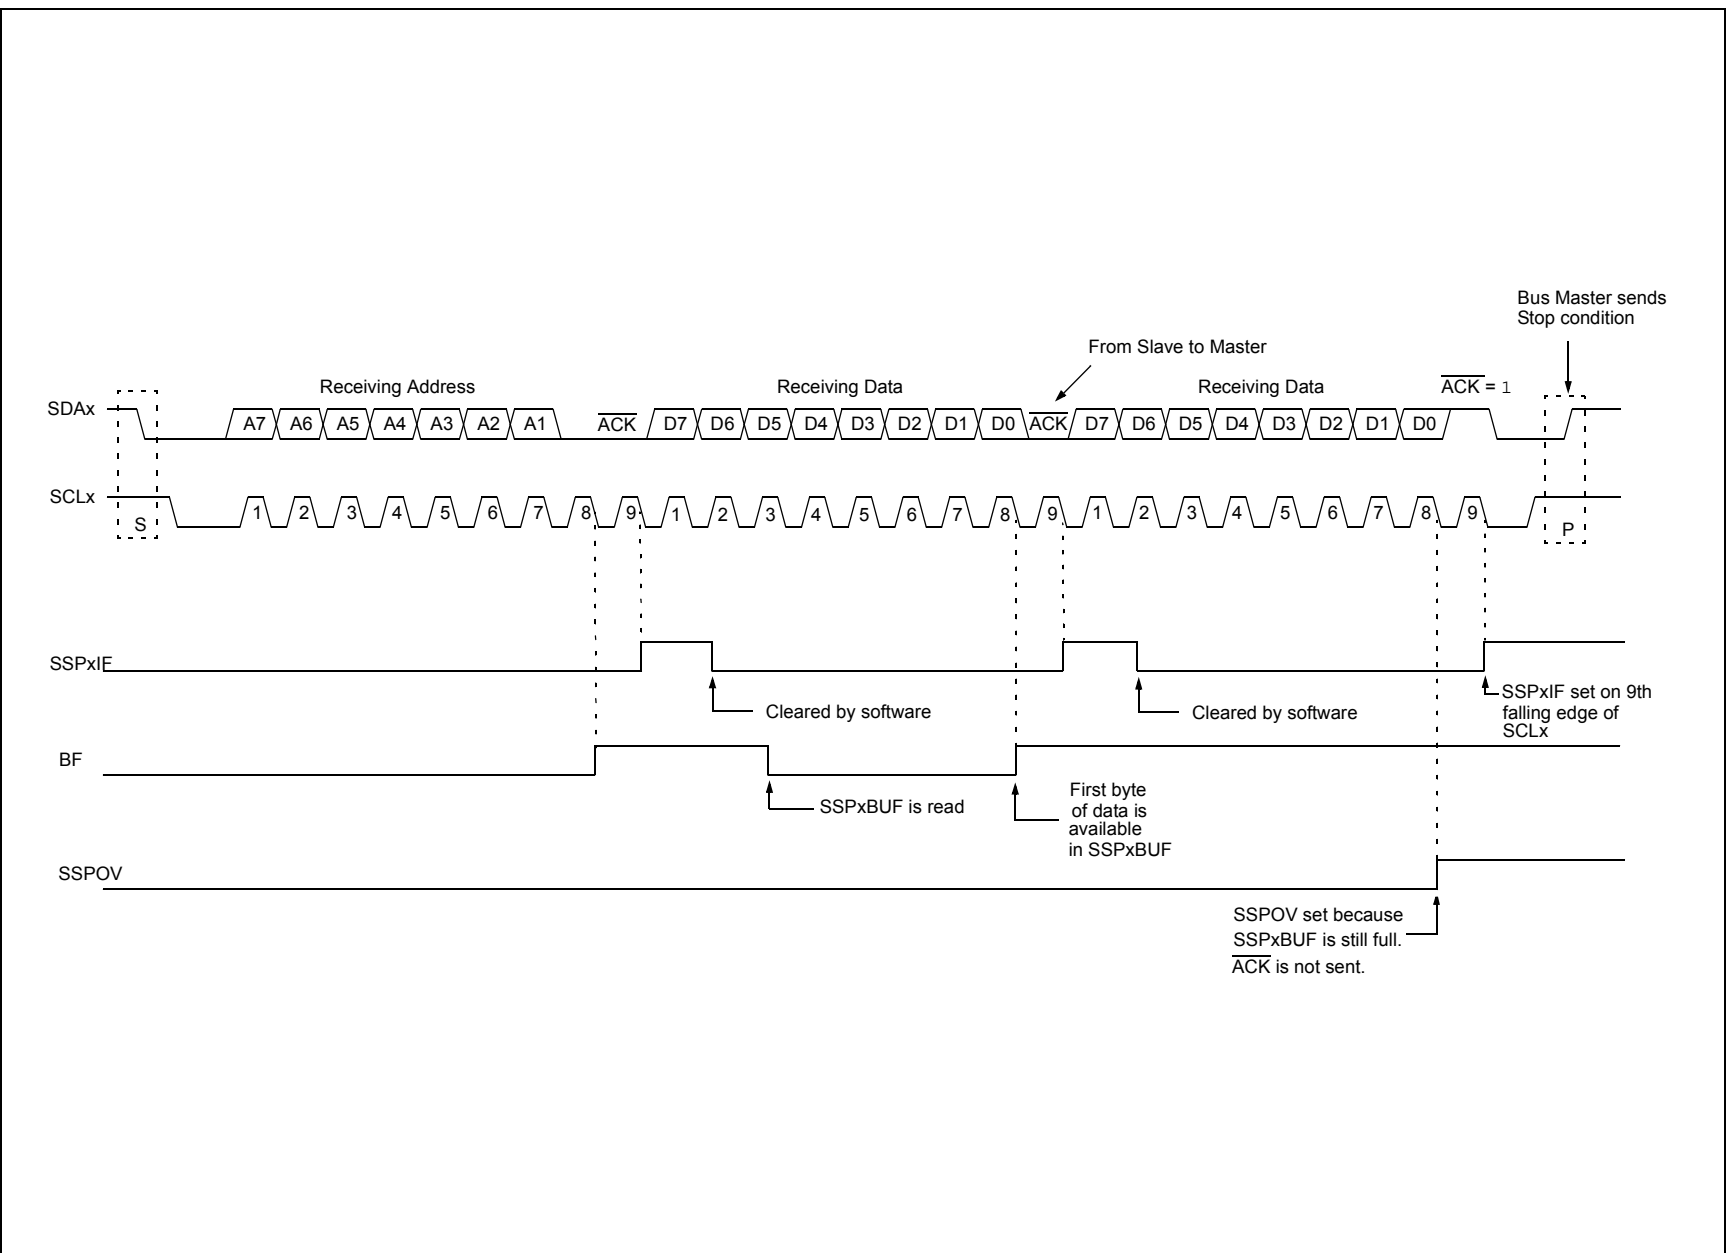 Bus Master sends
Stop condition
From Slave to Master
Receiving Address
Receiving Data
Receiving Data
ACK = 1
SDAx
A7 A6 A5 A4 A3 A2 A1 ACK D7 D6 D5 D4 D3 D2 D1 D0 ACK D7 D6 D5 D4 D3 D2 D1 D0
SCLx
S
1 2 3 4 5 6 7 8 9 1 2 3 4 5 6 7 8 9 1 2 3 4 5 6 7 8 9
P
SSPxIF
Cleared by software
Cleared by software
SSPxIF set on 9th
falling edge of
SCLx
BF
SSPxBUF is read
First byte
of data is
available
in SSPxBUF
SSPOV
SSPOV set because
SSPxBUF is still full.
ACK is not sent.